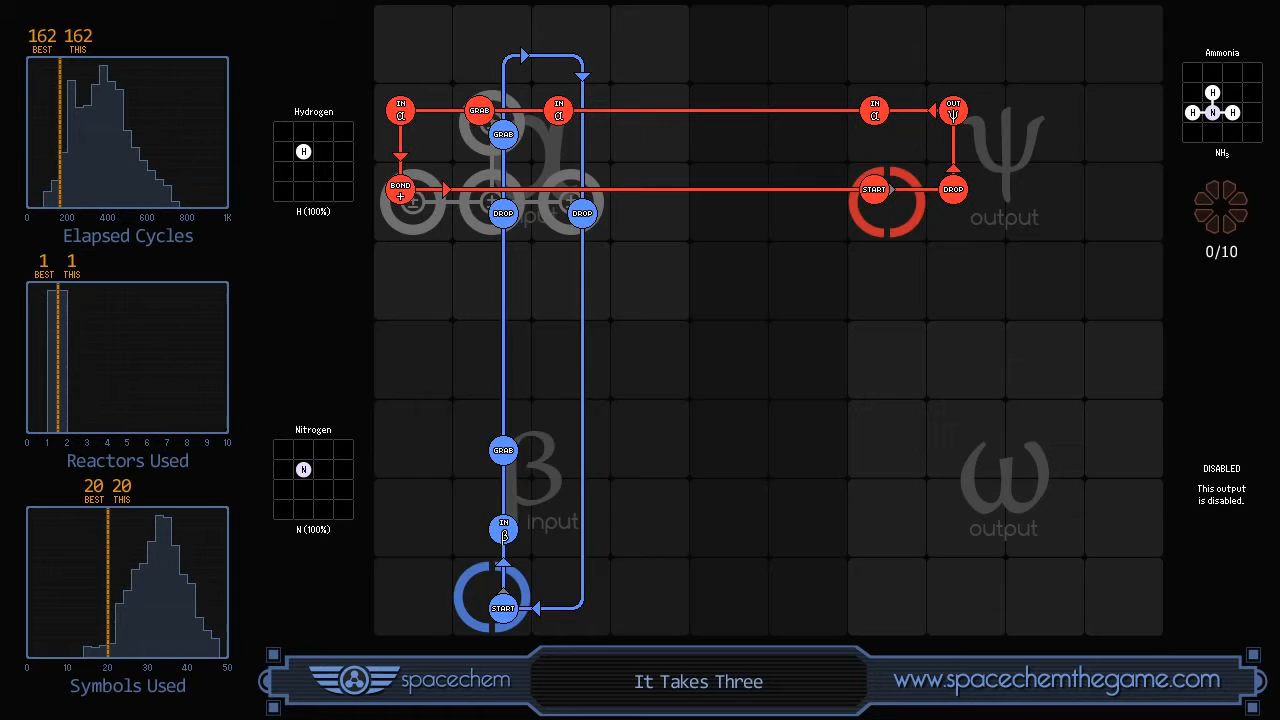 162 162
BEST THIS
0 200 400 600 800 1K
Elapsed Cycles
1 1
BEST THIS
0 1 2 3 4 5 6 7 8 9 10
Reactors Used
20 20
BEST THIS
0 10 20 30 40 50
Symbols Used
Hydrogen
H
H (100%)
Nitrogen
N
N (100%)
IN
α
GRAB
IN
α
IN
α
OUT
ψ
GRAB
BOND
+
DROP
DROP
START
DROP
input
ψ
output
GRAB
IN
β
START
β
input
ω
output
Ammonia
H
H N H
NH₃
0/10
DISABLED
This output
is disabled.
spacechem
It Takes Three
www.spacechemthegame.com